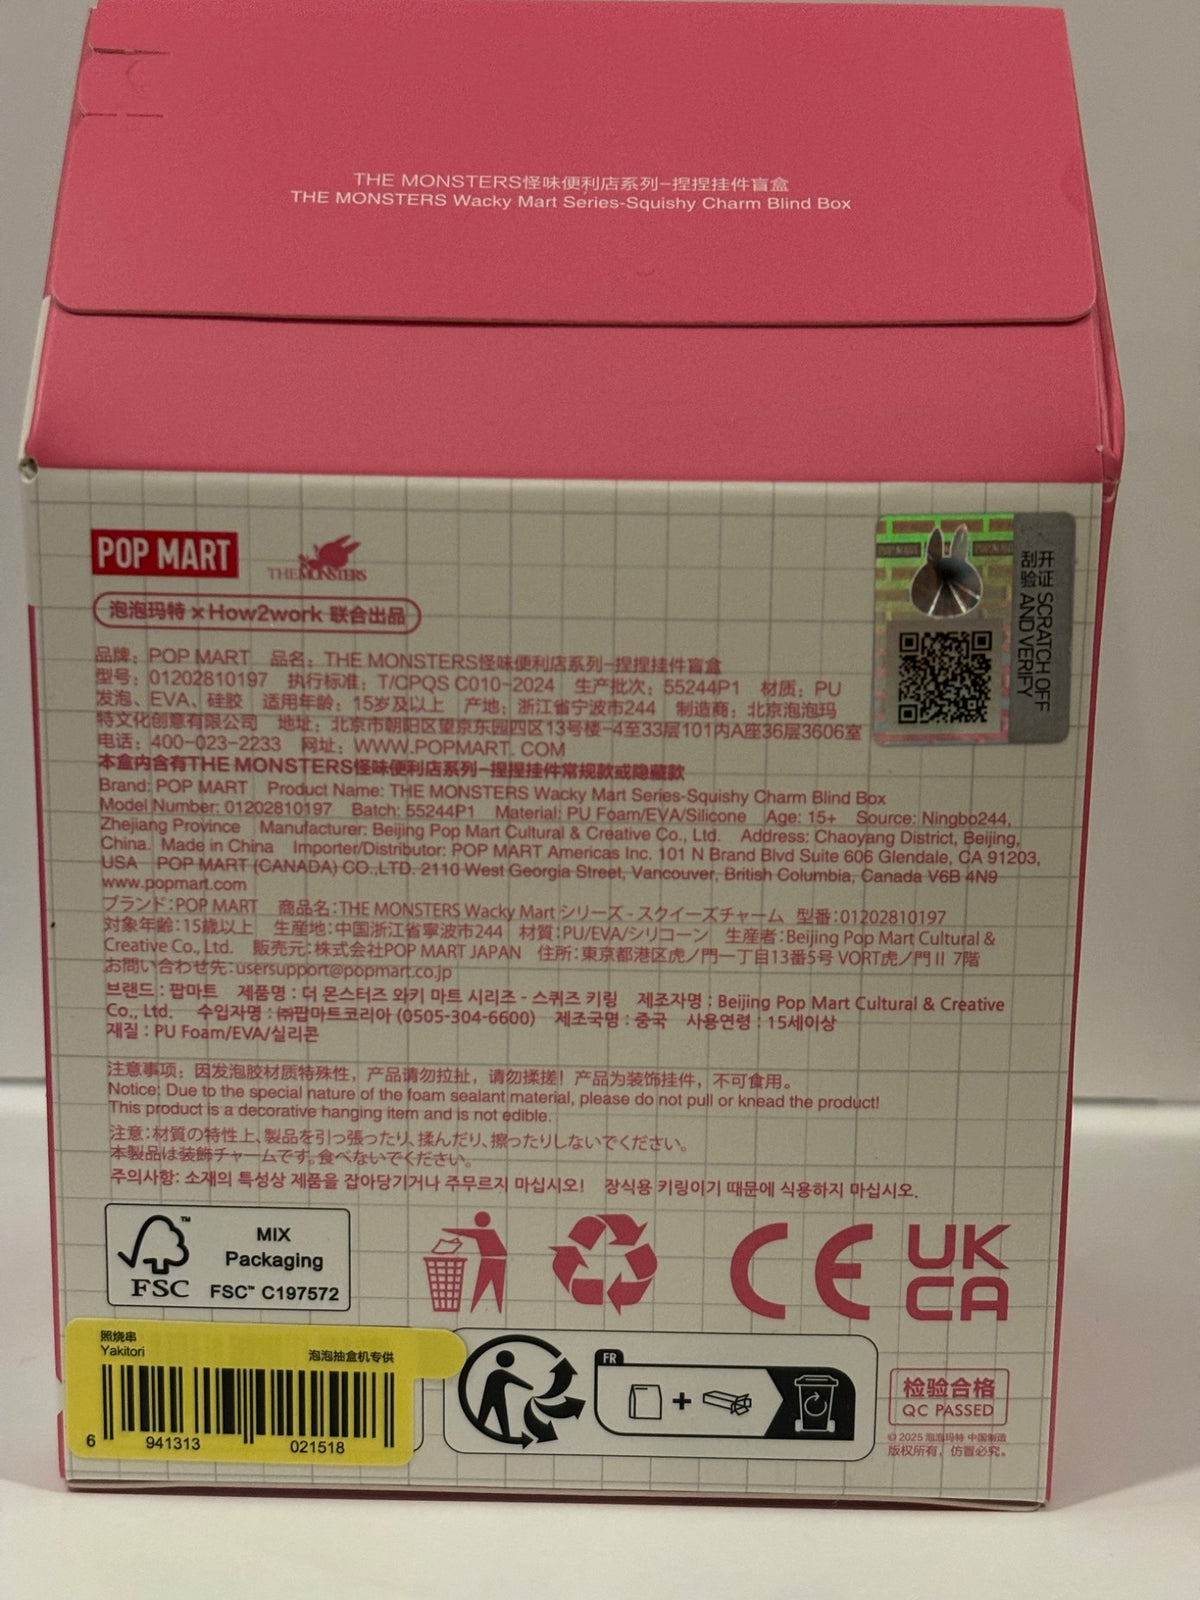 THE MONSTERS怪味便利店系列-捏捏挂件盲盒
THE MONSTERS Wacky Mart Series-Squishy Charm Blind Box
POP MART
THE MONSTERS
泡泡玛特 × How2work 联合出品
POP MART
POP MART
刮开
验证
SCRATCH OFF
AND VERIFY
品牌：POP MART 品名：THE MONSTERS怪味便利店系列-捏捏挂件盲盒
型号：01202810197 执行标准：T/CPQS C010-2024 生产批次：55244P1 材质：PU
发泡、EVA、硅胶 适用年龄：15岁及以上 产地：浙江省宁波市244 制造商：北京泡泡玛
特文化创意有限公司 地址：北京市朝阳区望京东园四区13号楼-4至33层101内A座36层3606室
电话：400-023-2233 网址：WWW.POPMART.COM
本盒内含有THE MONSTERS怪味便利店系列-捏捏挂件常规款或隐藏款
Brand: POP MART Product Name: THE MONSTERS Wacky Mart Series-Squishy Charm Blind Box
Model Number: 01202810197 Batch: 55244P1 Material: PU Foam/EVA/Silicone Age: 15+ Source: Ningbo244,
Zhejiang Province Manufacturer: Beijing Pop Mart Cultural & Creative Co., Ltd. Address: Chaoyang District, Beijing,
China. Made in China Importer/Distributor: POP MART Americas Inc. 101 N Brand Blvd Suite 606 Glendale, CA 91203,
USA POP MART (CANADA) CO.,LTD. 2110 West Georgia Street, Vancouver, British Columbia, Canada V6B 4N9
www.popmart.com
ブランド：POP MART 商品名：THE MONSTERS Wacky Mart シリーズ - スクイーズチャーム 型番：01202810197
対象年齢：15歳以上 生産地：中国浙江省寧波市244 材質：PU/EVA/シリコーン 生産者：Beijing Pop Mart Cultural &
Creative Co., Ltd. 販売元：株式会社POP MART JAPAN 住所：東京都港区虎ノ門一丁目13番5号 VORT虎ノ門Ⅱ 7階
お問い合わせ先：usersupport@popmart.co.jp
브랜드 : 팝마트 제품명 : 더 몬스터즈 와키 마트 시리즈 - 스퀴즈 키링 제조자명 : Beijing Pop Mart Cultural & Creative
Co., Ltd. 수입자명 : ㈜팝마트코리아 (0505-304-6600) 제조국명 : 중국 사용연령 : 15세이상
재질 : PU Foam/EVA/실리콘
注意事项：因发泡胶材质特殊性，产品请勿拉扯，请勿揉搓！产品为装饰挂件，不可食用。
Notice: Due to the special nature of the foam sealant material, please do not pull or knead the product!
This product is a decorative hanging item and is not edible.
注意：材質の特性上、製品を引っ張ったり、揉んだり、擦ったりしないでください。
本製品は装飾チャームです。食べないでください。
주의사항: 소재의 특성상 제품을 잡아당기거나 주무르지 마십시오! 장식용 키링이기 때문에 식용하지 마십시오.
FSC™
MIX
Packaging
FSC™ C197572
CE
UK
CA
照烧串
Yakitori
泡泡抽盒机专供
6 941313 021518
FR
+
检验合格
QC PASSED
© 2025 泡泡玛特 中国制造
版权所有，仿冒必究。